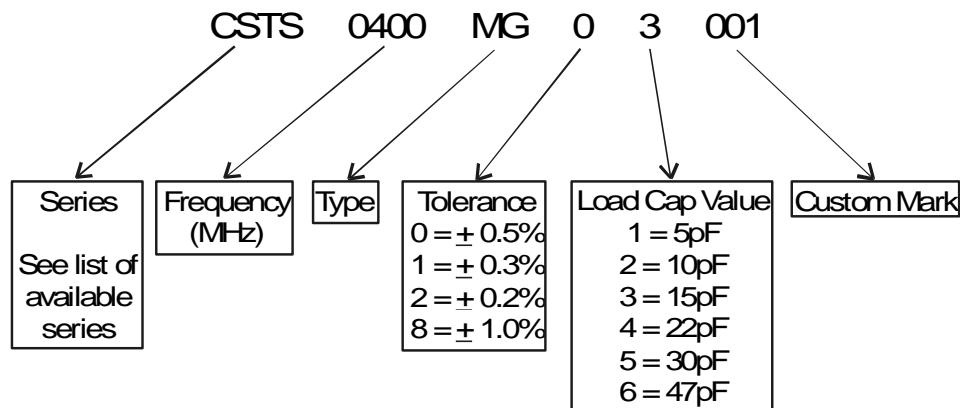 CSTS 0400 MG 0 3 001
Series
See list of
available
series
Frequency
(MHz)
Type
Tolerance
0 = ± 0.5%
1 = ± 0.3%
2 = ± 0.2%
8 = ± 1.0%
Load Cap Value
1 = 5pF
2 = 10pF
3 = 15pF
4 = 22pF
5 = 30pF
6 = 47pF
Custom Mark